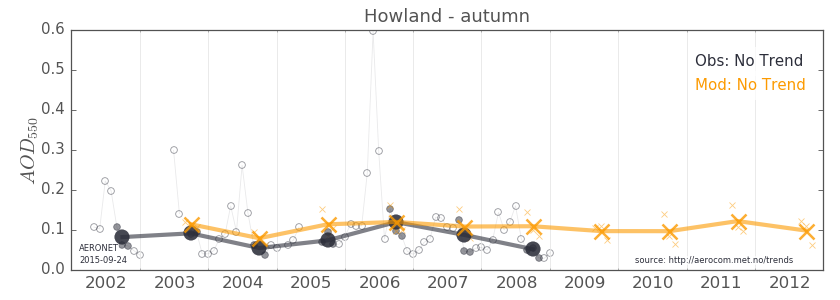 Howland - autumn
0.6
0.5
0.4
0.3
0.2
0.1
0.0
AOD550
Obs: No Trend
Mod: No Trend
AERONET
2015-09-24
source: http://aerocom.met.no/trends
2002 2003 2004 2005 2006 2007 2008 2009 2010 2011 2012